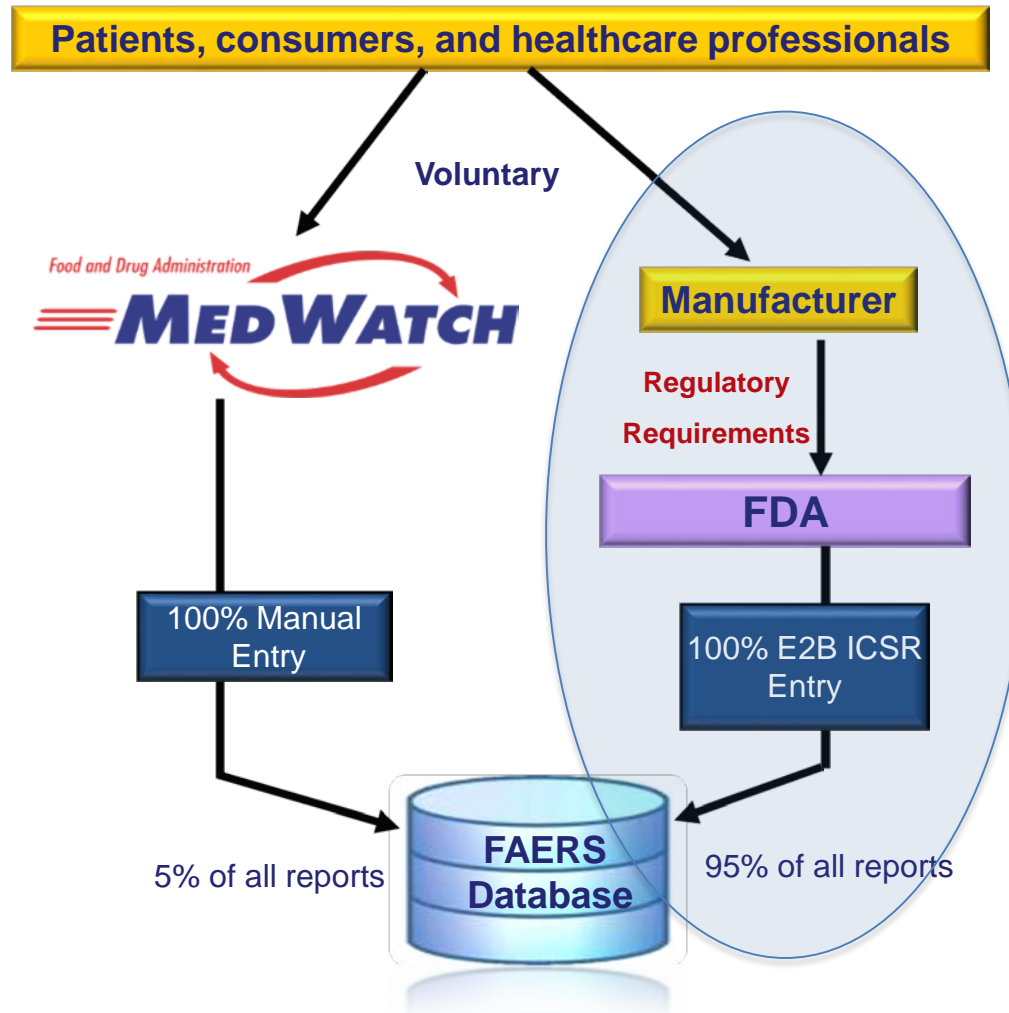 Patients, consumers, and healthcare professionals
Voluntary
Food and Drug Administration
MEDWATCH
Manufacturer
Regulatory
Requirements
FDA
100% Manual
Entry
100% E2B ICSR
Entry
FAERS
Database
5% of all reports
95% of all reports